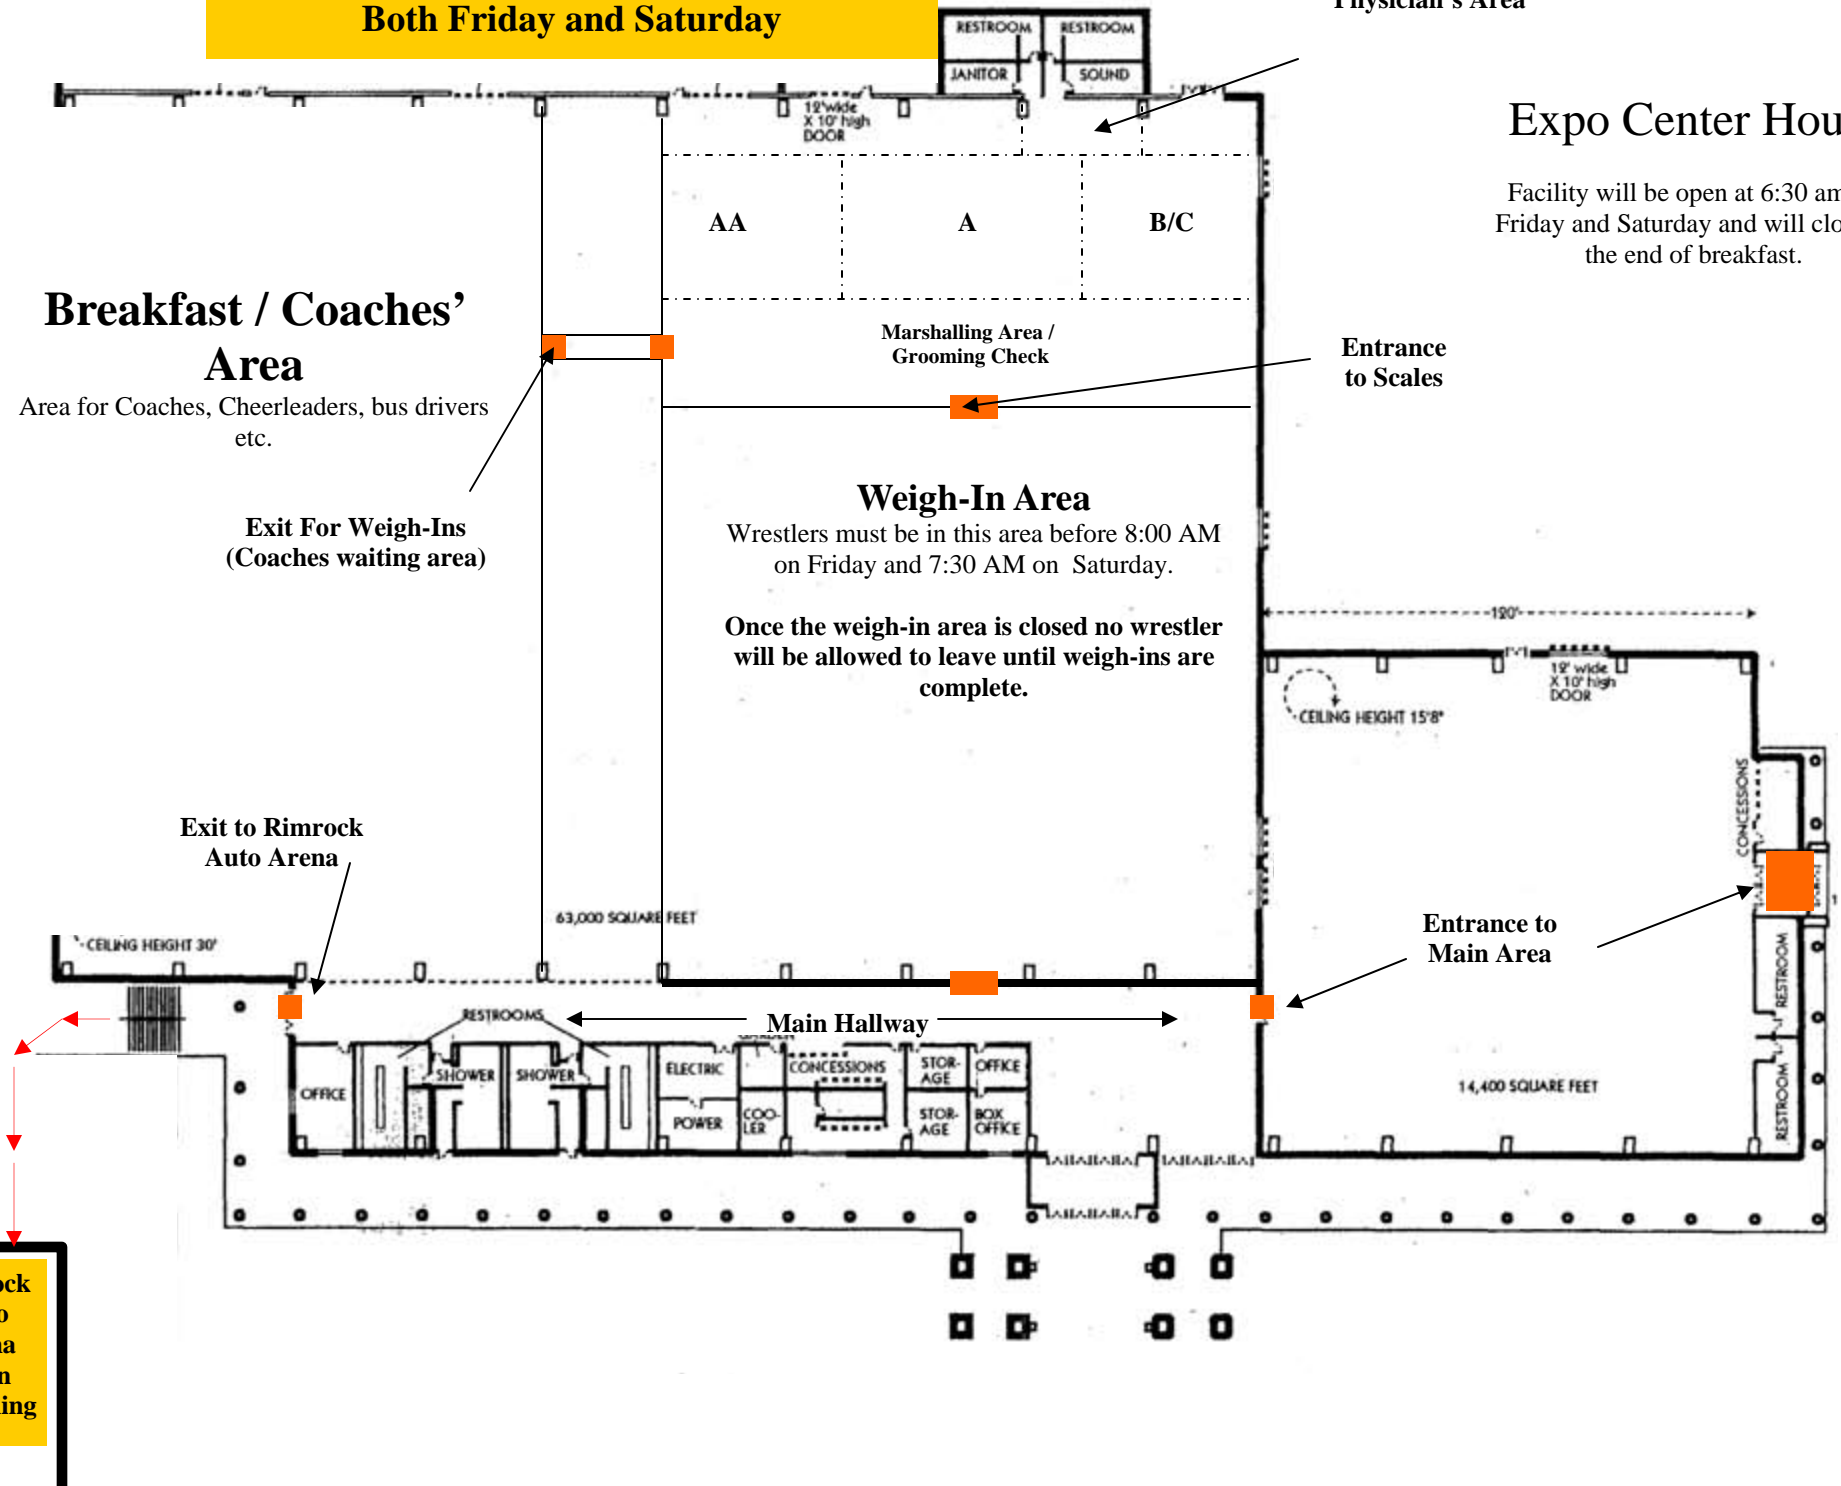 Both Friday and Saturday
Physician's Area
RESTROOM
RESTROOM
JANITOR
SOUND
12'wide
X 10' high
DOOR
Expo Center
Facility will be open at 6:30
Friday and Saturday and will
the end of breakfast.
AA
A
B/C
Breakfast / Coaches’
Area
Area for Coaches, Cheerleaders, bus drivers
etc.
Marshalling Area /
Grooming Check
Entrance
to Scales
Exit For Weigh-Ins
(Coaches waiting area)
Weigh-In Area
Wrestlers must be in this area before 8:00 AM
on Friday and 7:30 AM on Saturday.
Once the weigh-in area is closed no wrestler
will be allowed to leave until weigh-ins are
complete.
120'
12' wide
X 10' high
DOOR
CEILING HEIGHT 15'8"
CONCESSIONS
Exit to Rimrock
Auto Arena
63,000 SQUARE FEET
CEILING HEIGHT 30'
Entrance to
Main Area
RESTROOM
RESTROOMS
Main Hallway
OFFICE
SHOWER
SHOWER
ELECTRIC
CONCESSIONS
STOR-
AGE
OFFICE
POWER
COO-
LER
STOR-
AGE
BOX
OFFICE
14,400 SQUARE FEET
RESTROOM